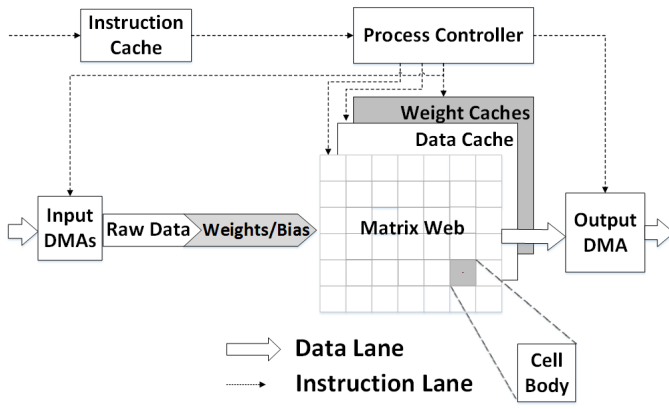 Instruction
Cache
Process Controller
Weight Caches
Data Cache
Input
DMAs
Raw Data
Weights/Bias
Matrix Web
Output
DMA
Data Lane
Instruction Lane
Cell
Body